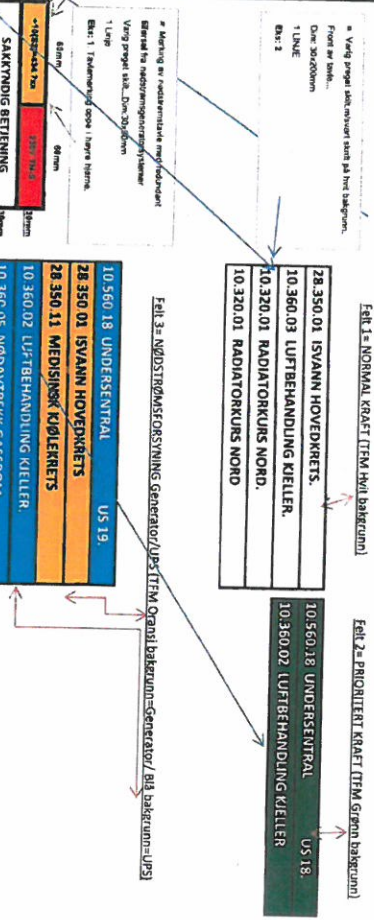 * Varig preget skilt m/svart skrift på hvit bakgrunn.
Front av tavle...
Dim: 30x200mm
1 LINJE
Eks: 2
* Merking av nødstrømstavle med redundant
Varig preget skilt...Dim: 30x80mm
1 Linje
Eks: 1. Tavlemerking oppe i høyre hjørne.
60mm
60mm
30mm
SAKKYNDIG BETJENING
Felt 1= NORMAL KRAFT (TFM Hvit bakgrunn)
28.350.01 ISVANN HOVEDKRETS.
10.360.03 LUFTBEHANDLING KJELLER.
10.320.01 RADIATORKURS NORD.
10.320.01 RADIATORKURS NORD
Felt 2= PRIORITERT KRAFT (TFM Grønn bakgrunn)
10.560.18 UNDERSENTRAL US 18.
10.360.02 LUFTBEHANDLING KJELLER
Felt 3= NØDSTRØMSFORSYNING Generator/UPS (TFM Oransj bakgrunn=Generator/ Blå bakgrunn=UPS)
10.560 18 UNDERSENTRAL US 19.
28.350 01 ISVANN HOVEDKRETS
28.350.11 MEDISINSK KJØLEKRETS
10.360.02 LUFTBEHANDLING KJELLER.